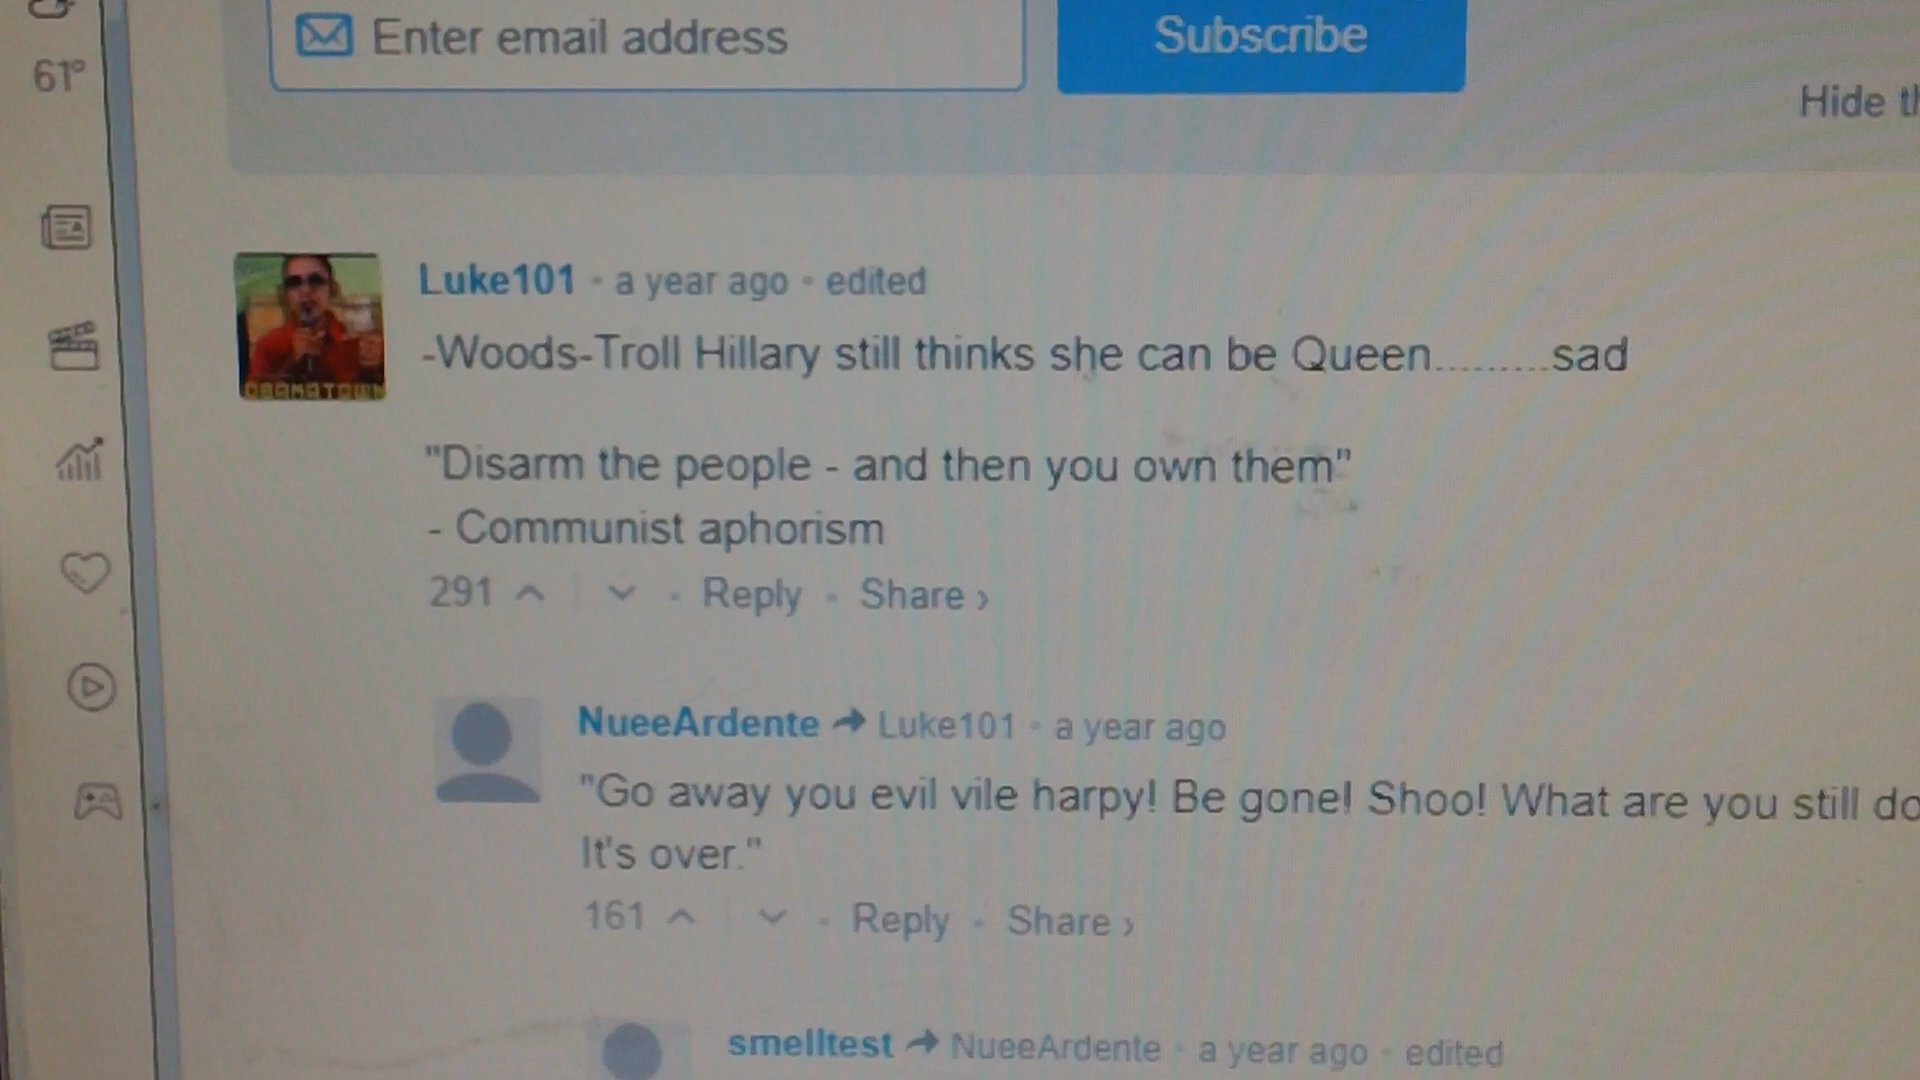 Enter email address
Subscribe
61°
Hide
Luke101 · a year ago · edited
-Woods-Troll Hillary still thinks she can be Queen.........sad
"Disarm the people - and then you own them"
- Communist aphorism
291 Reply · Share ›
NueeArdente Luke101 · a year ago
"Go away you evil vile harpy! Be gone! Shoo! What are you still
It's over."
161 · Reply · Share ›
smelltest NueeArdente · a year ago · edited